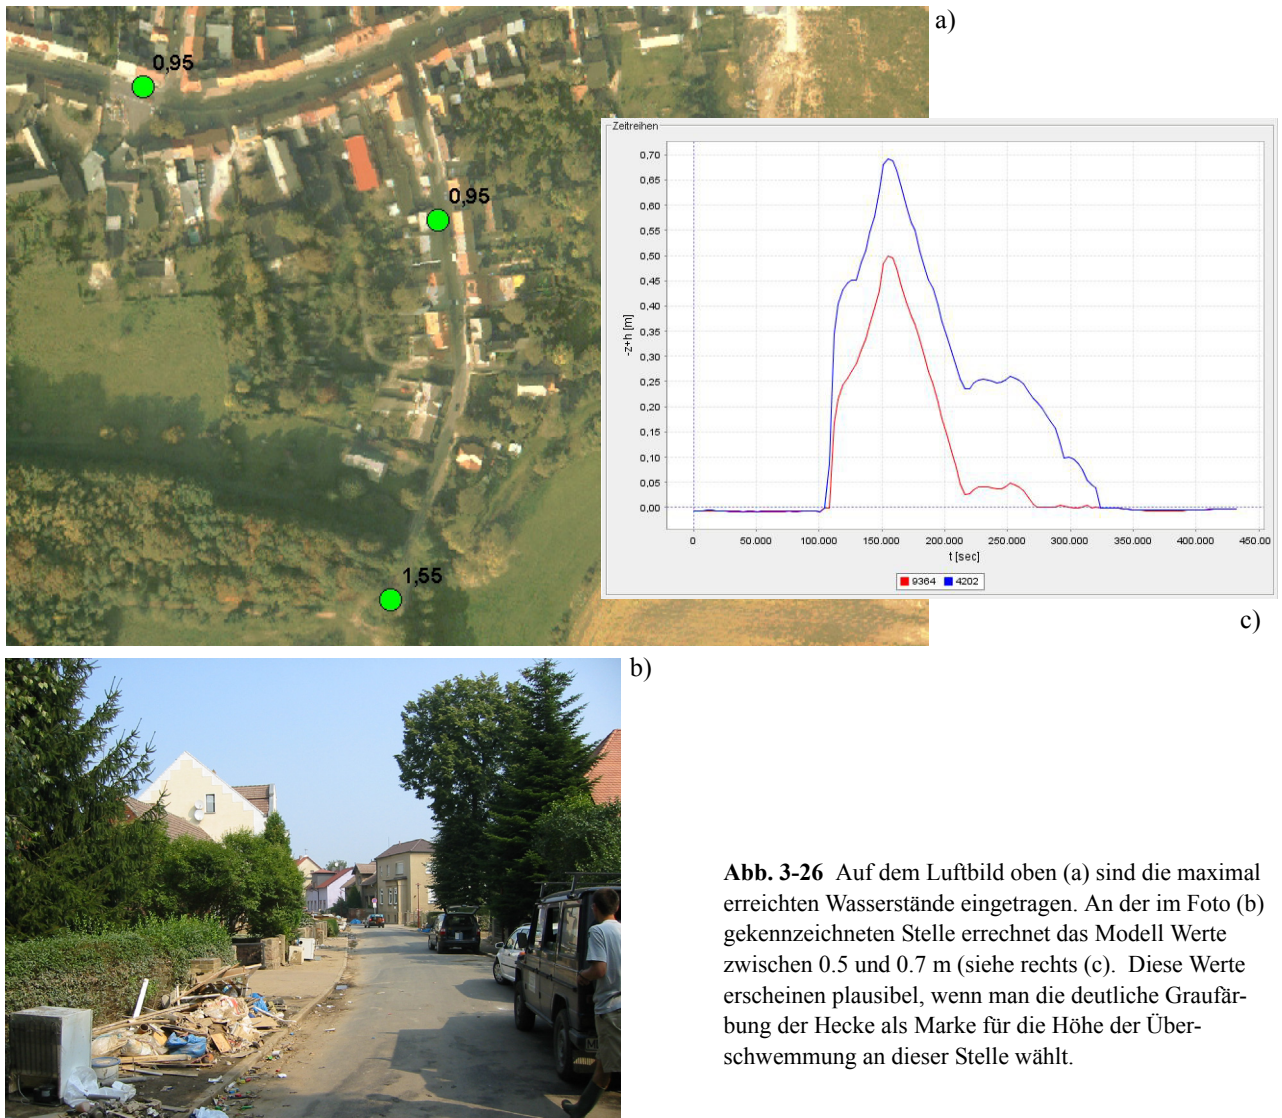 a)
0,95
0,95
1,55
Zeitreihen
0,70
0,65
0,60
0,55
0,50
0,45
0,40
0,35
0,30
0,25
0,20
0,15
0,10
0,05
0,00
-z+h [m]
0 50.000 100.000 150.000 200.000 250.000 300.000 350.000 400.000 450.00
t [sec]
9364 4202
c)
b)
Abb. 3-26 Auf dem Luftbild oben (a) sind die maximal
erreichten Wasserstände eingetragen. An der im Foto (b)
gekennzeichneten Stelle errechnet das Modell Werte
zwischen 0.5 und 0.7 m (siehe rechts (c). Diese Werte
erscheinen plausibel, wenn man die deutliche Graufär-
bung der Hecke als Marke für die Höhe der Über-
schwemmung an dieser Stelle wählt.